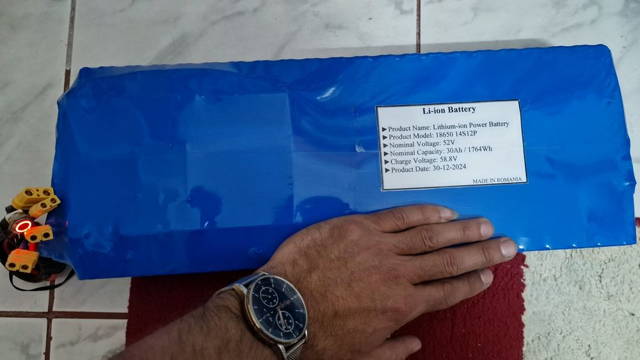 Li-ion Battery
►Product Name: Lithium-ion Power Battery
►Product Model: 18650 14S12P
►Nominal Voltage: 52V
►Nominal Capacity: 30Ah / 1764Wh
►Charge Voltage: 58.8V
►Product Date: 30-12-2024
MADE IN ROMANIA